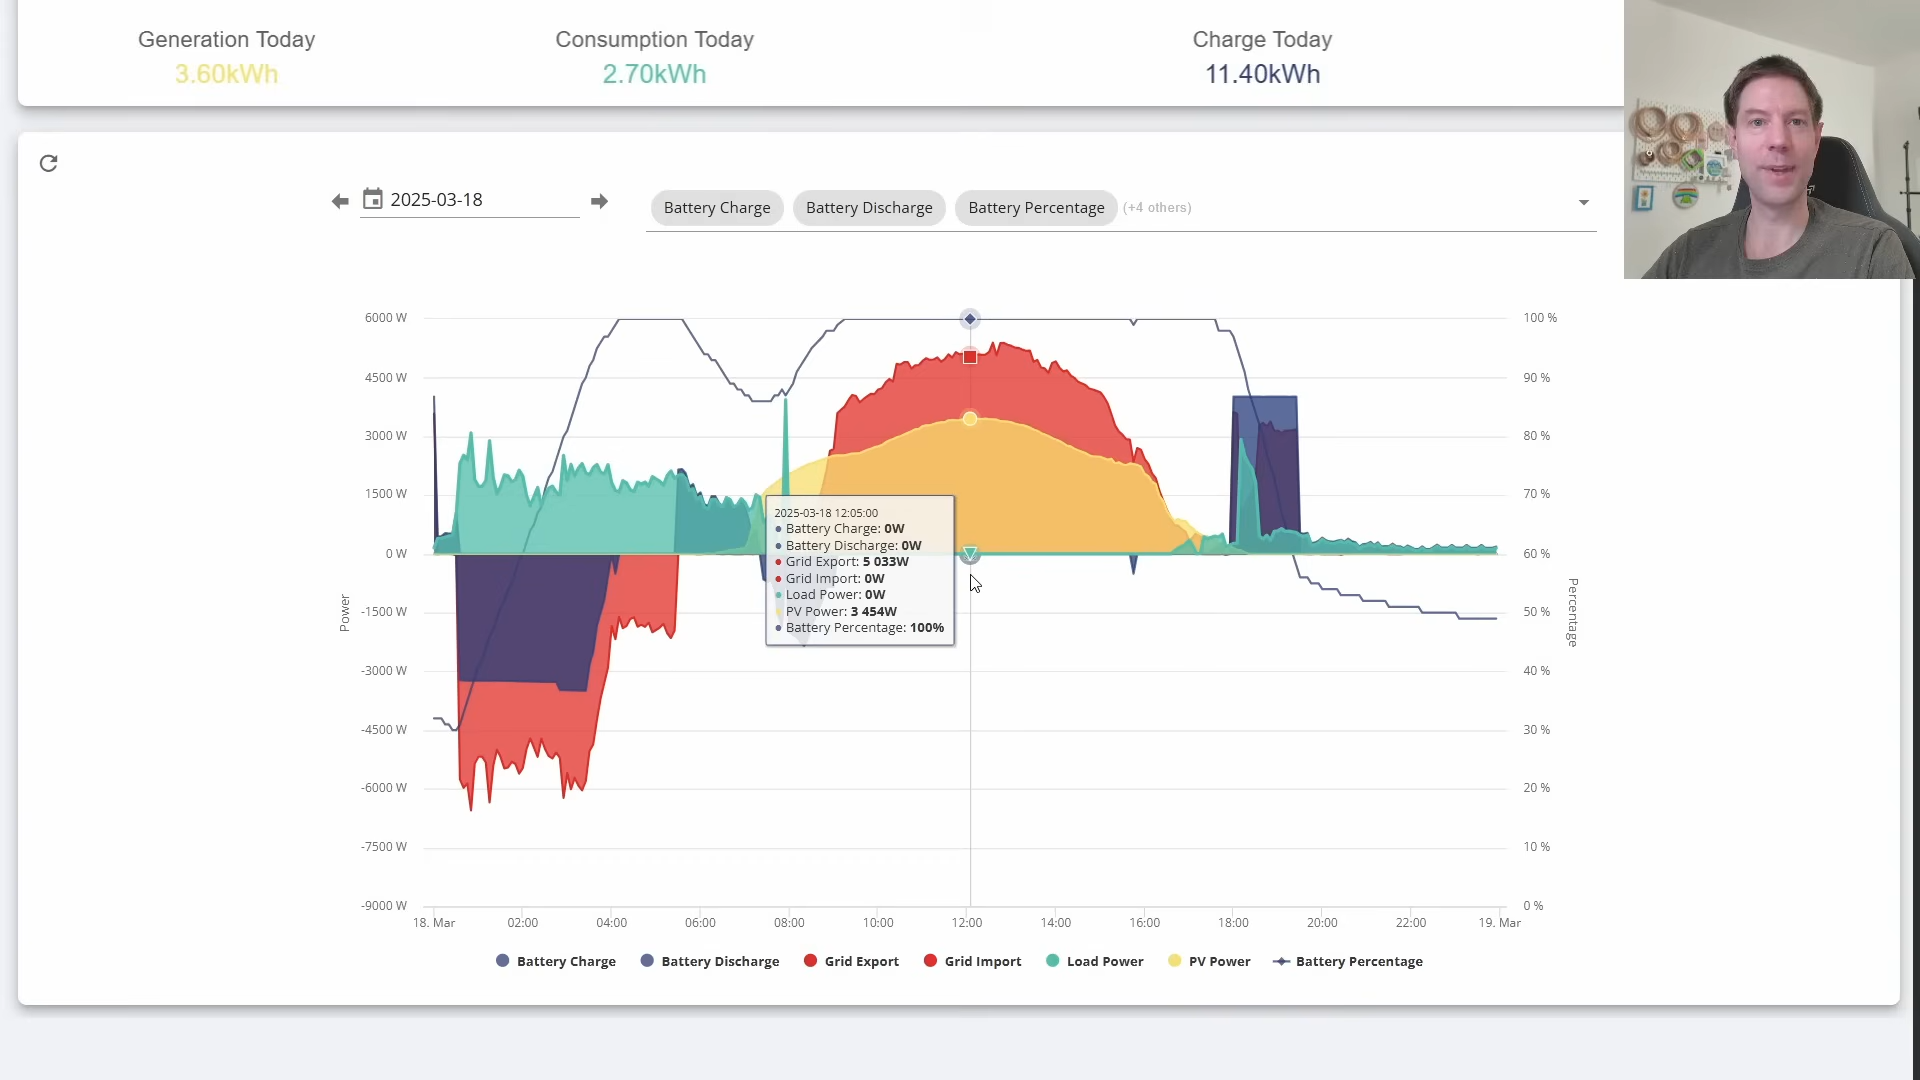 Generation Today
3.60kWh
Consumption Today
2.70kWh
Charge Today
11.40kWh
2025-03-18
Battery Charge
Battery Discharge
Battery Percentage
(+4 others)
6000 W
4500 W
3000 W
1500 W
0 W
-1500 W
-3000 W
-4500 W
-6000 W
-7500 W
-9000 W
Power
100 %
90 %
80 %
70 %
60 %
50 %
40 %
30 %
20 %
10 %
0 %
Percentage
2025-03-18 12:05:00
Battery Charge: 0W
Battery Discharge: 0W
Grid Export: 5 033W
Grid Import: 0W
Load Power: 0W
PV Power: 3 454W
Battery Percentage: 100%
18. Mar
02:00
04:00
06:00
08:00
10:00
12:00
14:00
16:00
18:00
20:00
22:00
19. Mar
Battery Charge
Battery Discharge
Grid Export
Grid Import
Load Power
PV Power
Battery Percentage